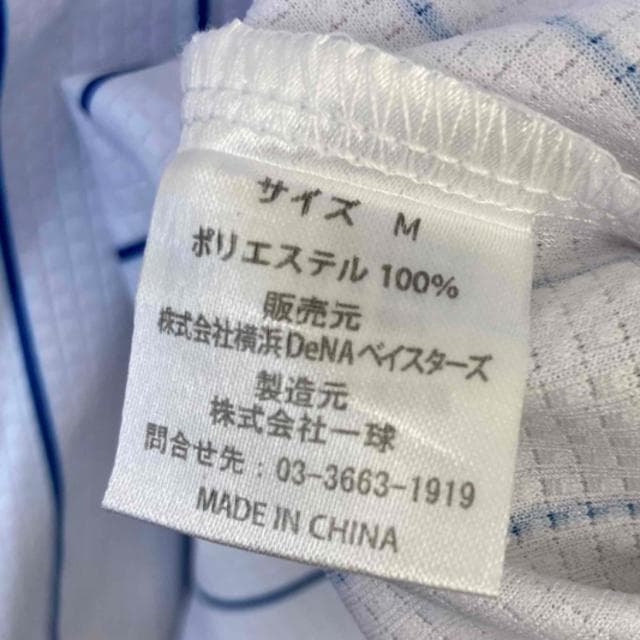 サイズ M
ポリエステル 100%
販売元
株式会社横浜DeNAベイスターズ
製造元
株式会社一球
問合せ先：03-3663-1919
MADE IN CHINA